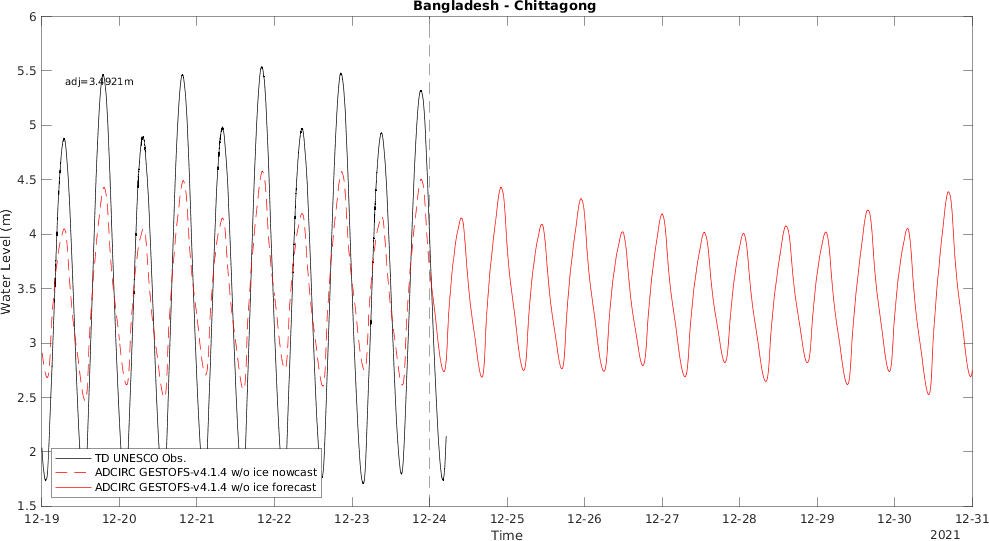 Bangladesh - Chittagong
6
5.5
5
4.5
4
3.5
3
2.5
2
1.5
Water Level (m)
adj=3.4921m
TD UNESCO Obs.
ADCIRC GESTOFS-v4.1.4 w/o ice nowcast
ADCIRC GESTOFS-v4.1.4 w/o ice forecast
12-19 12-20 12-21 12-22 12-23 12-24 12-25 12-26 12-27 12-28 12-29 12-30 12-31
Time
2021